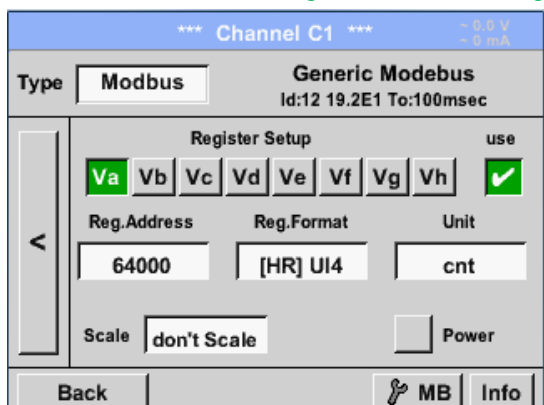 *** Channel C1 ***
~ 0.0 V
~ 0 mA
Type
Modbus
Generic Modebus
Id:12 19.2E1 To:100msec
Register Setup
use
Va Vb Vc Vd Ve Vf Vg Vh
<
Reg.Address
Reg.Format
Unit
64000
[HR] UI4
cnt
Scale
don't Scale
Power
Back
MB
Info